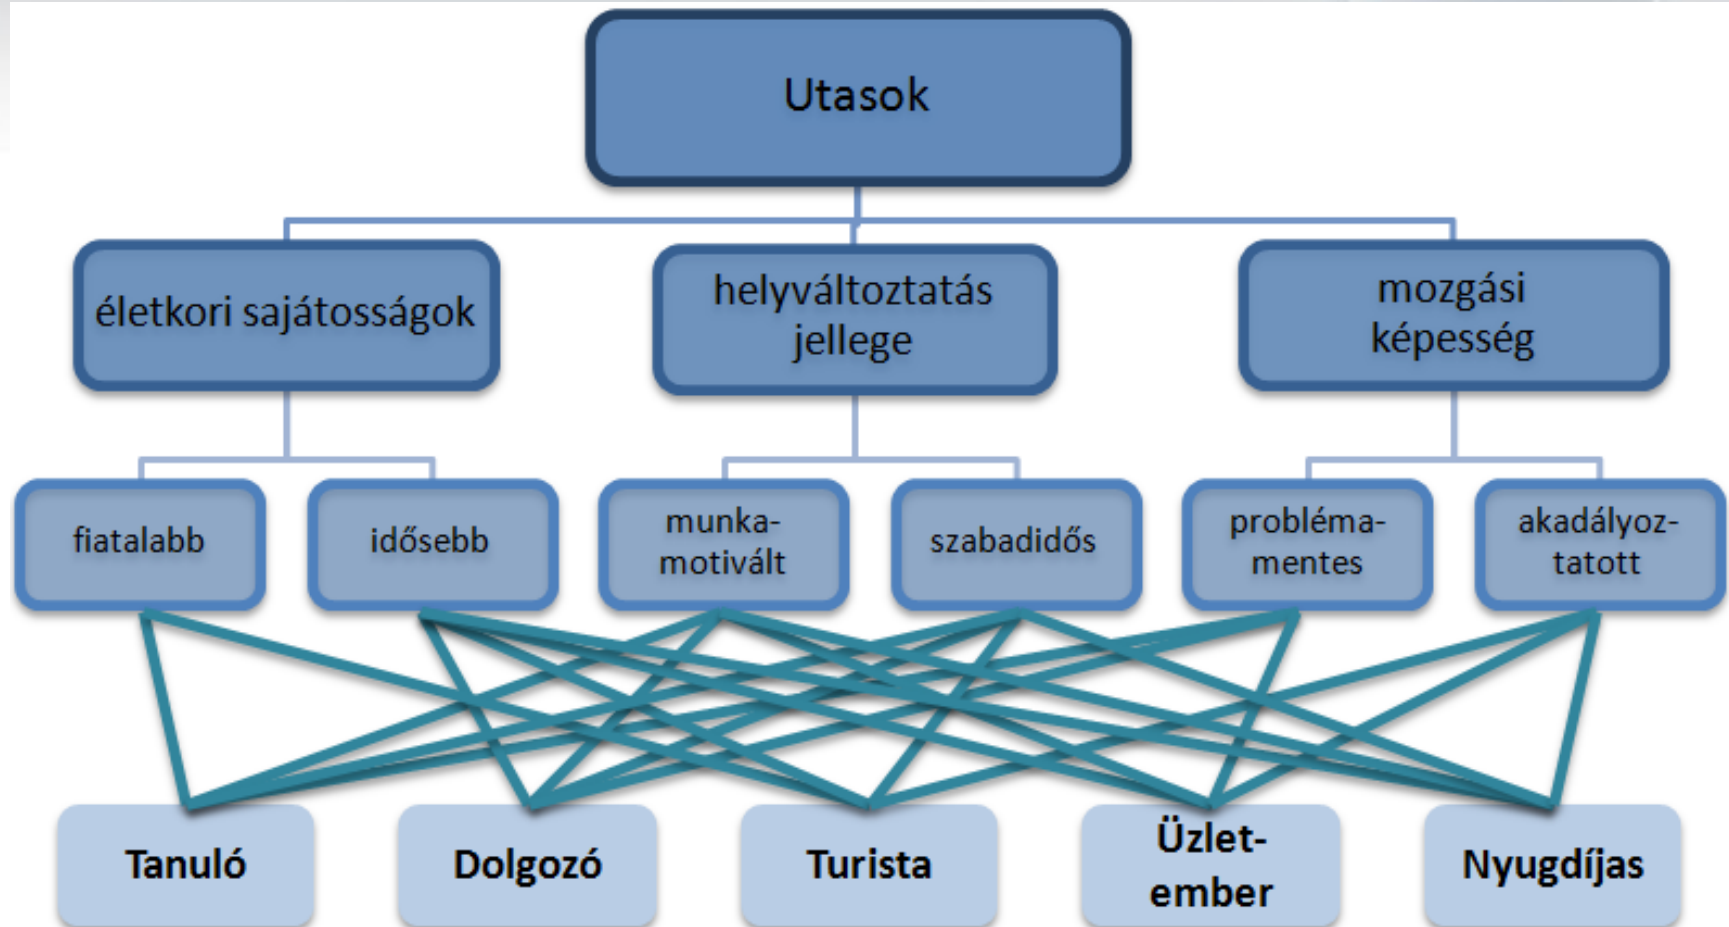 Utasok
életkori sajátosságok
helyváltoztatás
jellege
mozgási
képesség
fiatalabb
idősebb
munka-
motivált
szabadidős
probléma-
mentes
akadályoz-
tatott
Tanuló
Dolgozó
Turista
Üzlet-
ember
Nyugdíjas